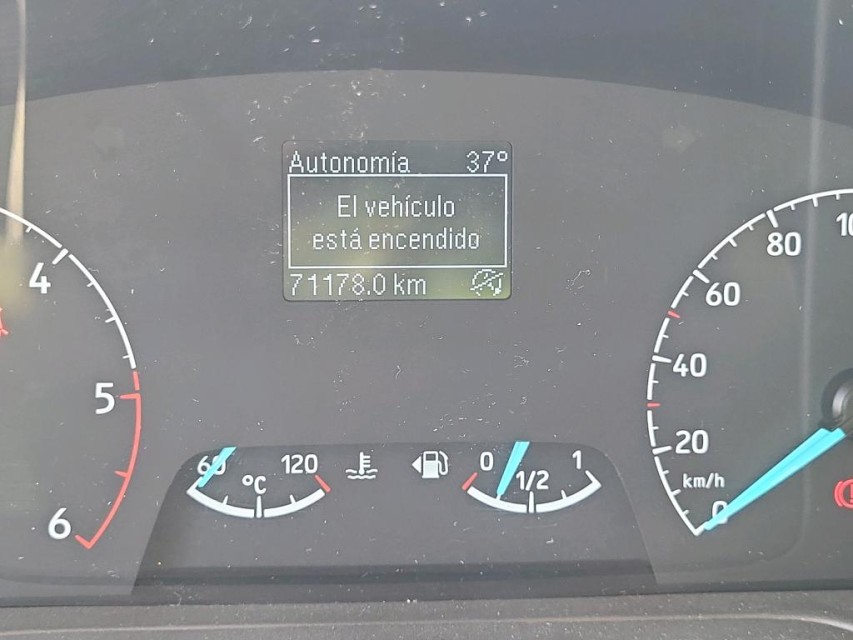 Autonomía 37°
El vehículo
está encendido
71178.0 km
4
5
6
60 120
°C
0 1/2 1
80
60
40
20
km/h
0